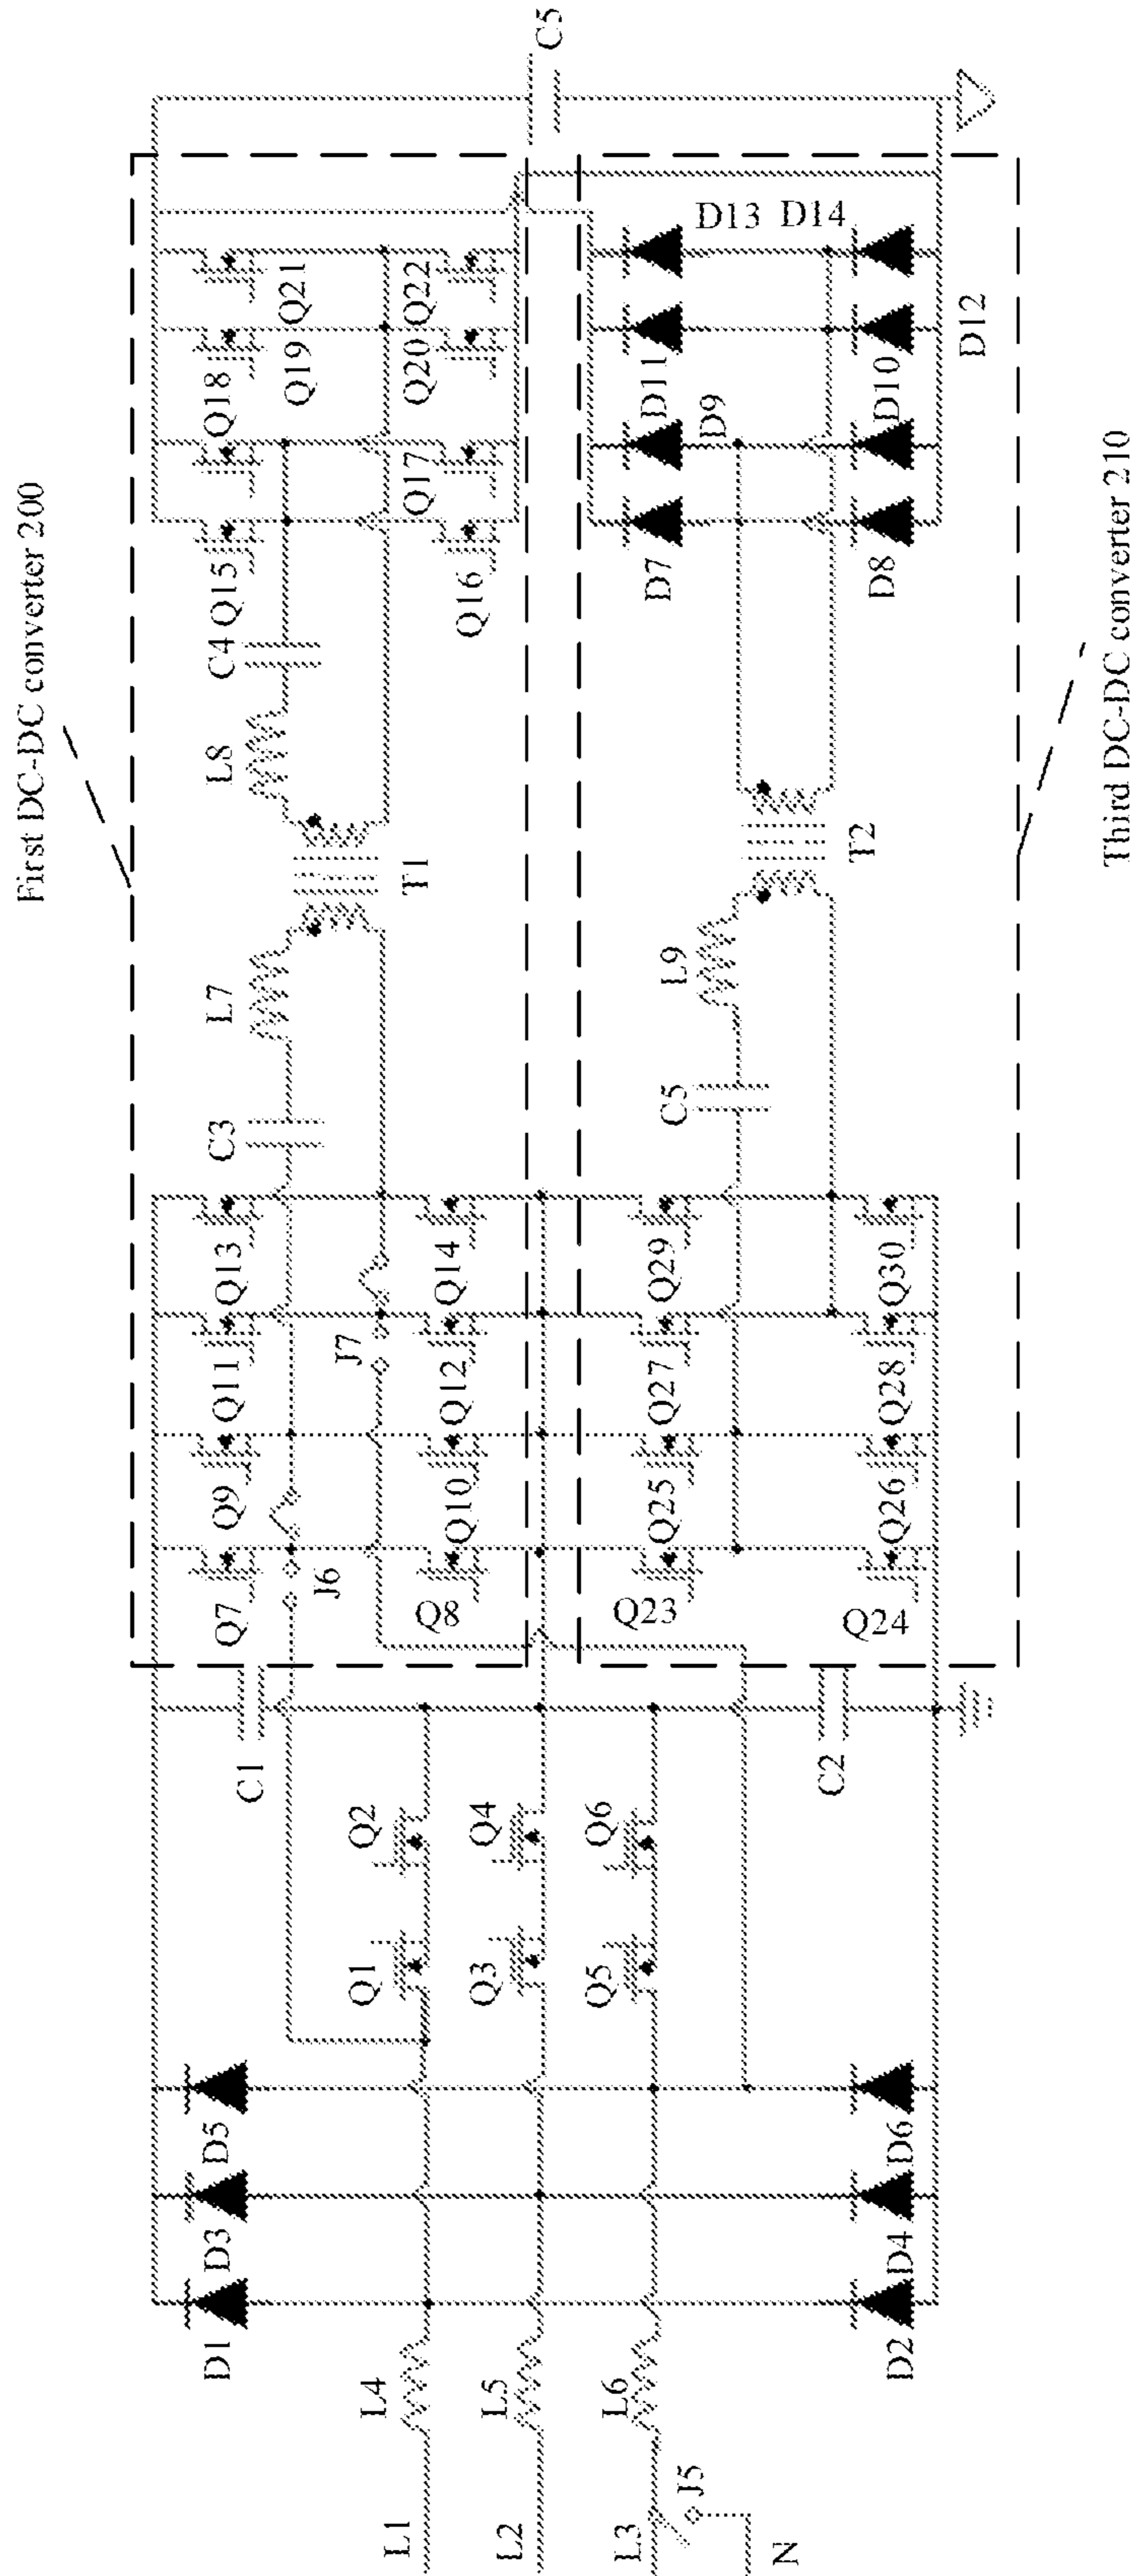 First DC-DC converter 200
D1
D3
D5
C1
Q7
J6
Q9
Q11
Q13
C3
L7
L8
C4
Q15
Q18
Q19
Q21
L1
L4
Q1
Q2
Q8
Q10
J7
Q12
Q14
T1
Q16
Q17
Q20
Q22
C5
L2
L5
Q3
Q4
L3
J5
L6
Q5
Q6
Q23
Q25
Q27
Q29
C5
L9
D7
D9
D11
D13
D14
N
D2
D4
D6
C2
Q24
Q26
Q28
Q30
T2
D8
D10
D12
Third DC-DC converter 210